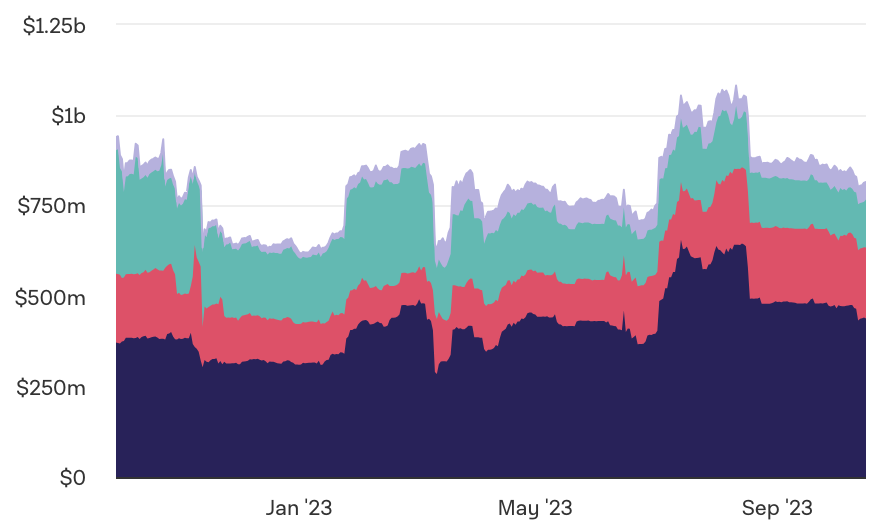 $1.25b
$1b
$750m
$500m
$250m
$0
Jan '23
May '23
Sep '23